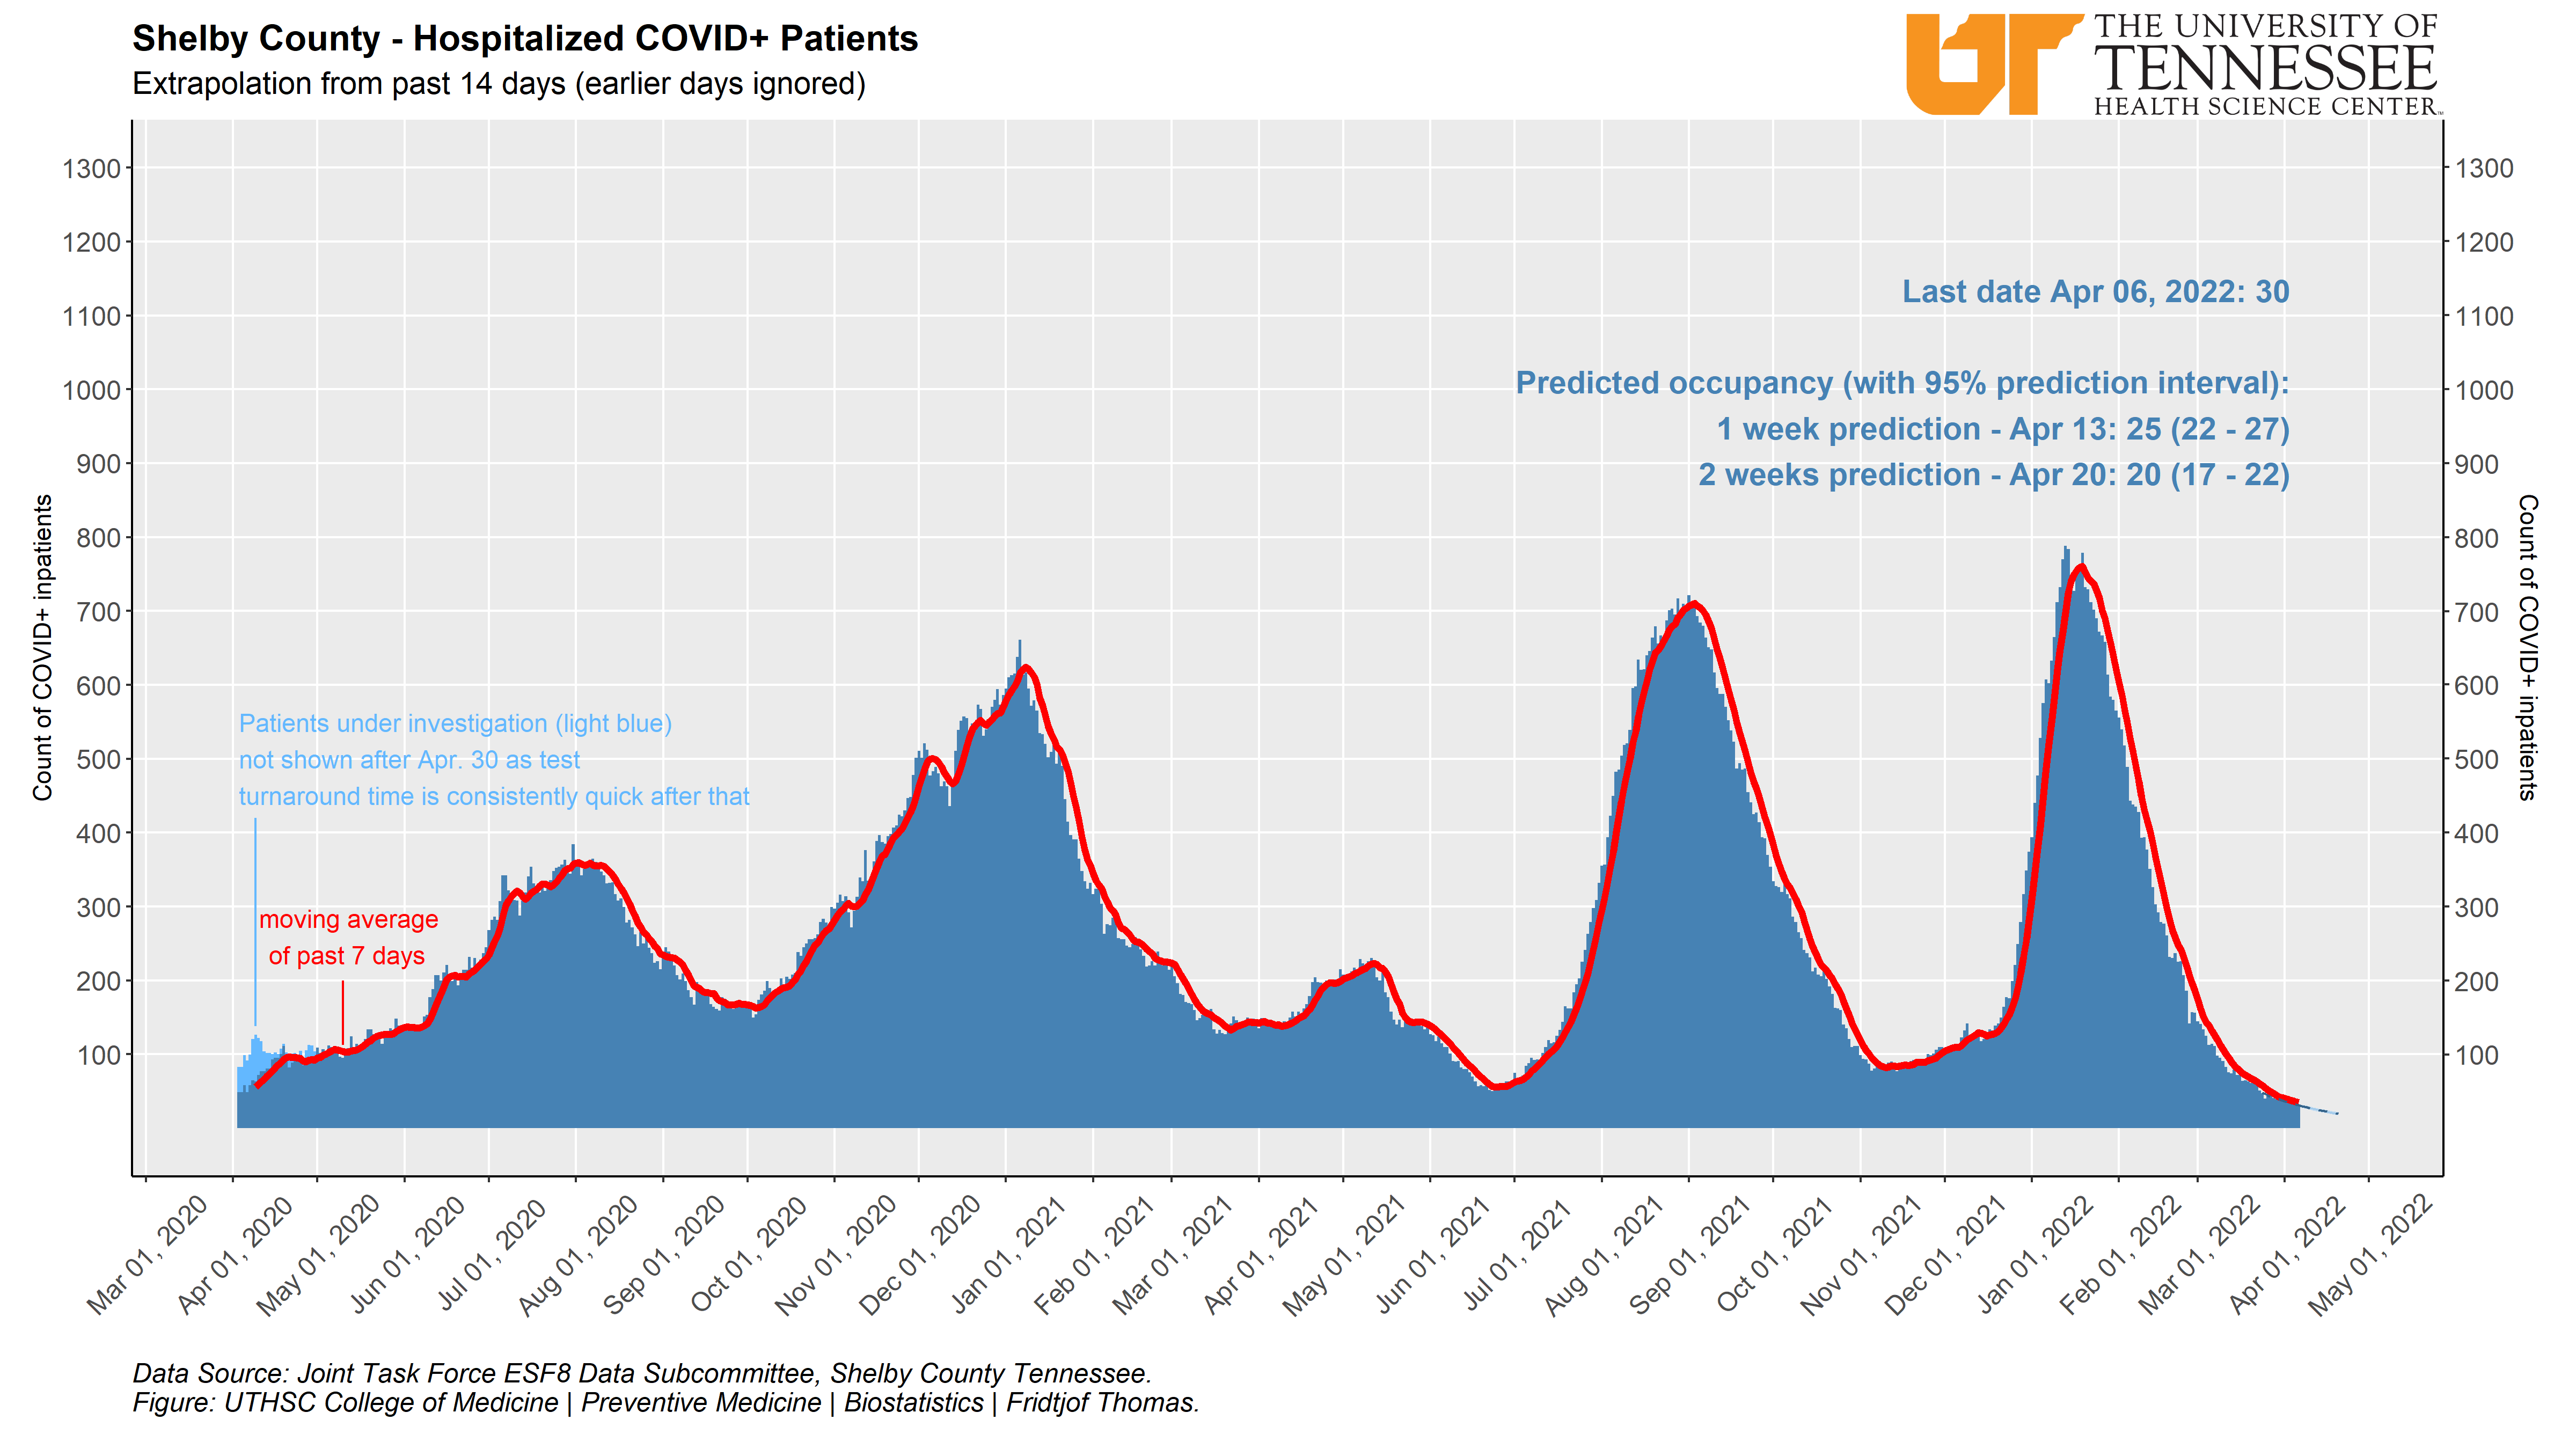 Shelby County - Hospitalized COVID+ Patients
Extrapolation from past 14 days (earlier days ignored)
THE UNIVERSITY OF
TENNESSEE
HEALTH SCIENCE CENTER™
1300
1200
1100
1000
900
800
700
600
500
400
300
200
100
Count of COVID+ inpatients
Last date Apr 06, 2022: 30
Predicted occupancy (with 95% prediction interval):
1 week prediction - Apr 13: 25 (22 - 27)
2 weeks prediction - Apr 20: 20 (17 - 22)
Patients under investigation (light blue)
not shown after Apr. 30 as test
turnaround time is consistently quick after that
moving average
of past 7 days
1300
1200
1100
1000
900
800
700
600
500
400
300
200
100
Count of COVID+ inpatients
Mar 01, 2020
Apr 01, 2020
May 01, 2020
Jun 01, 2020
Jul 01, 2020
Aug 01, 2020
Sep 01, 2020
Oct 01, 2020
Nov 01, 2020
Dec 01, 2020
Jan 01, 2021
Feb 01, 2021
Mar 01, 2021
Apr 01, 2021
May 01, 2021
Jun 01, 2021
Jul 01, 2021
Aug 01, 2021
Sep 01, 2021
Oct 01, 2021
Nov 01, 2021
Dec 01, 2021
Jan 01, 2022
Feb 01, 2022
Mar 01, 2022
Apr 01, 2022
May 01, 2022
Data Source: Joint Task Force ESF8 Data Subcommittee, Shelby County Tennessee.
Figure: UTHSC College of Medicine | Preventive Medicine | Biostatistics | Fridtjof Thomas.